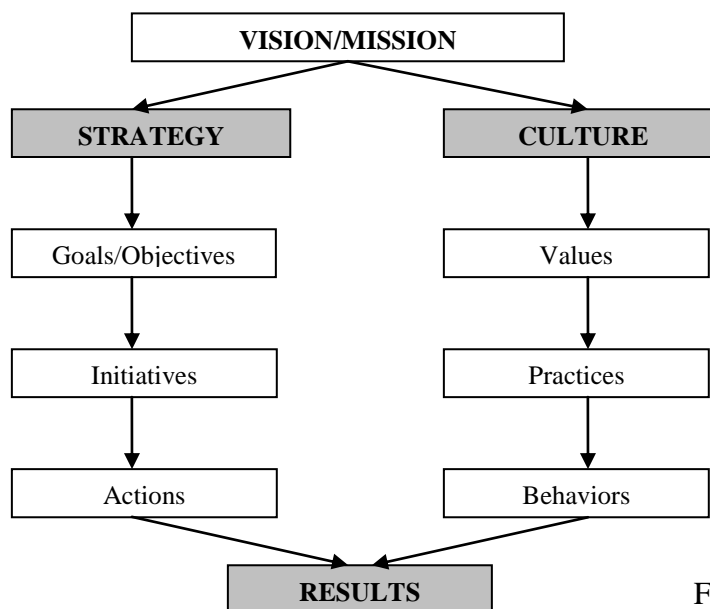 VISION/MISSION
STRATEGY
CULTURE
Goals/Objectives
Values
Initiatives
Practices
Actions
Behaviors
RESULTS
F